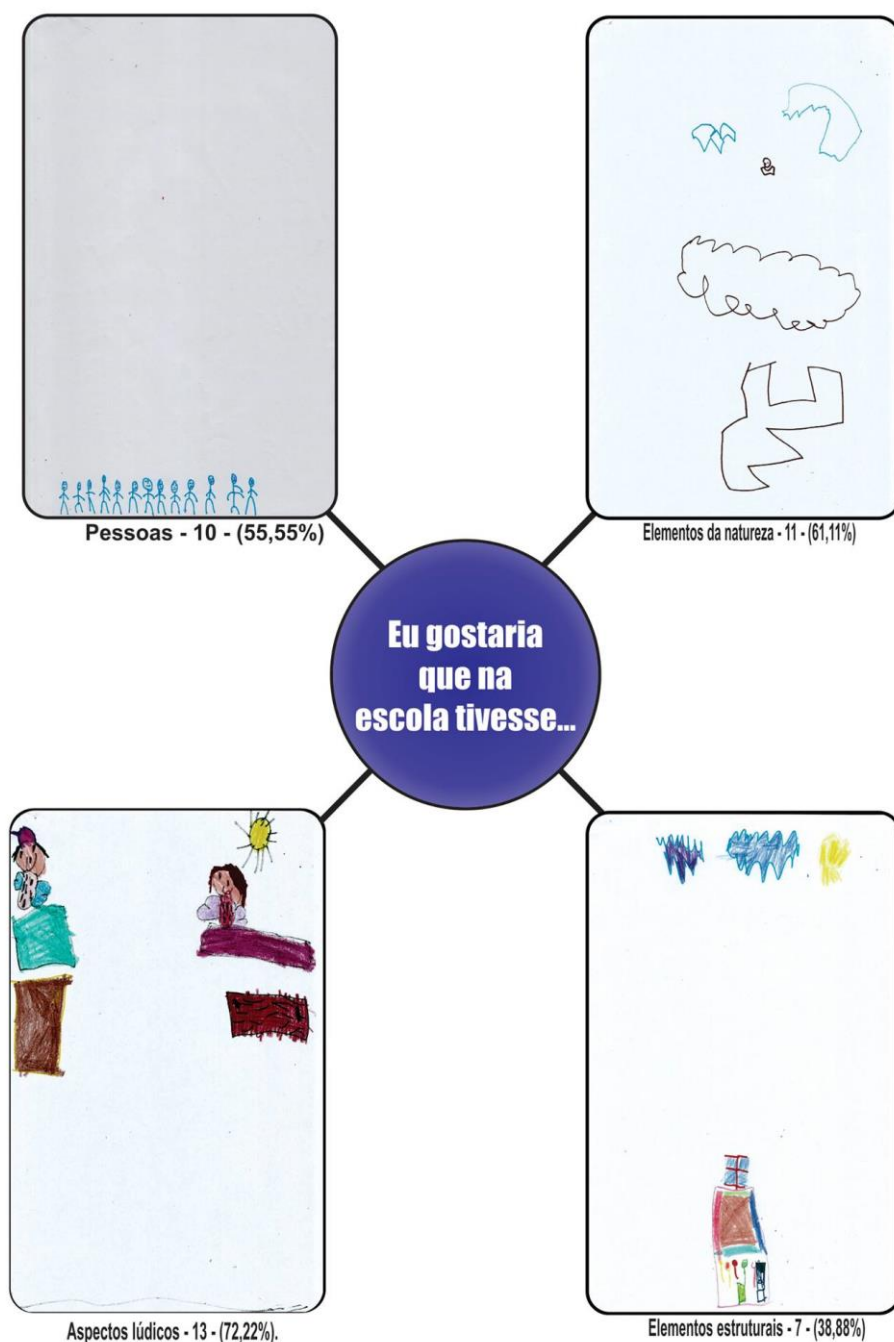 Pessoas - 10 - (55,55%)
Elementos da natureza - 11 - (61,11%)
Eu gostaria
que na
escola tivesse...
Aspectos lúdicos - 13 - (72,22%).
Elementos estruturais - 7 - (38,88%)